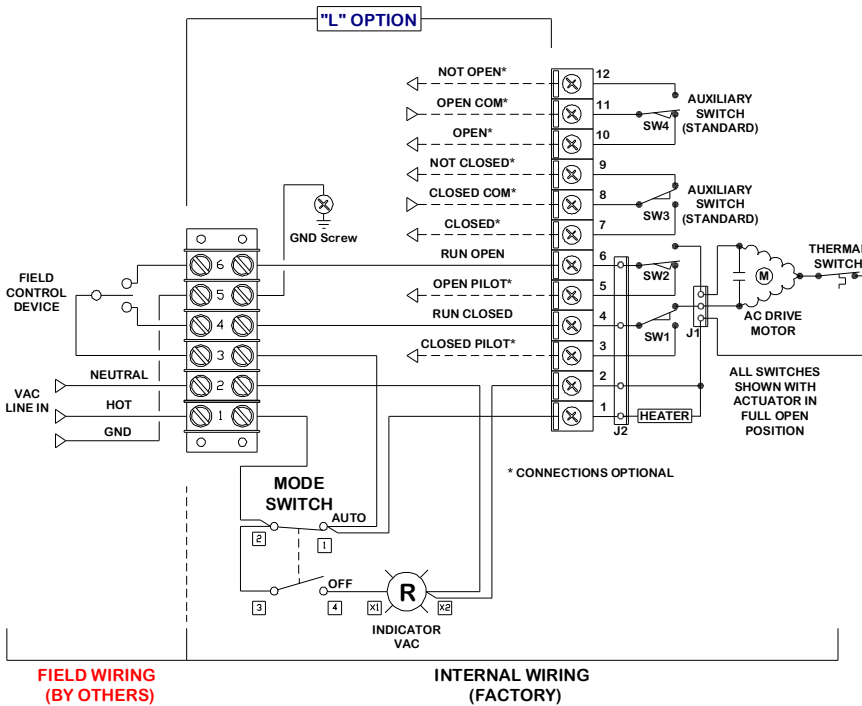 "L" OPTION
NOT OPEN*
12
OPEN COM*
11
AUXILIARY
SWITCH
(STANDARD)
SW4
OPEN*
10
NOT CLOSED*
9
CLOSED COM*
8
AUXILIARY
SWITCH
(STANDARD)
SW3
CLOSED*
7
GND Screw
RUN OPEN
6
SW2
OPEN PILOT*
5
RUN CLOSED
4
SW1
CLOSED PILOT*
3
2
1
J2
HEATER
J1
M
AC DRIVE
MOTOR
THERMAL
SWITCH
ALL SWITCHES
SHOWN WITH
ACTUATOR IN
FULL OPEN
POSITION
FIELD
CONTROL
DEVICE
6
5
4
3
2
1
VAC
LINE IN
NEUTRAL
HOT
GND
* CONNECTIONS OPTIONAL
MODE
SWITCH
AUTO
2
1
OFF
3
4
X1
R
X2
INDICATOR
VAC
FIELD WIRING
(BY OTHERS)
INTERNAL WIRING
(FACTORY)